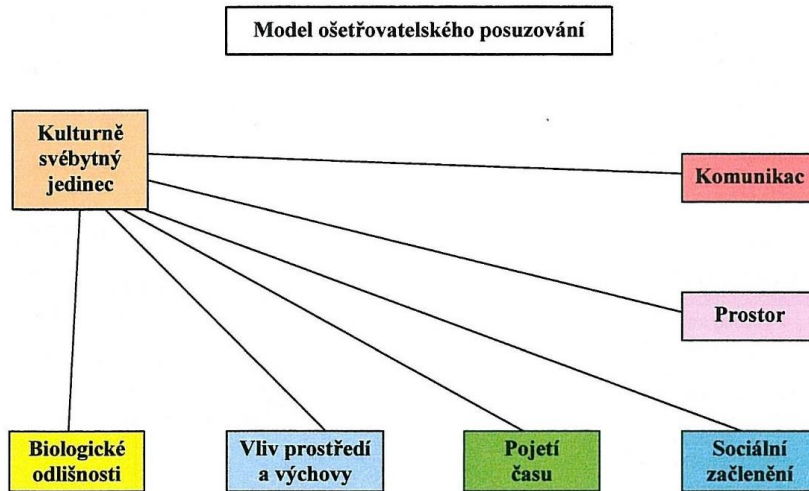 Model ošetřovatelského posuzování
Kulturně
svébytný
jedinec
Komunikac
Prostor
Biologické
odlišnosti
Vliv prostředí
a výchovy
Pojetí
času
Sociální
začlenění